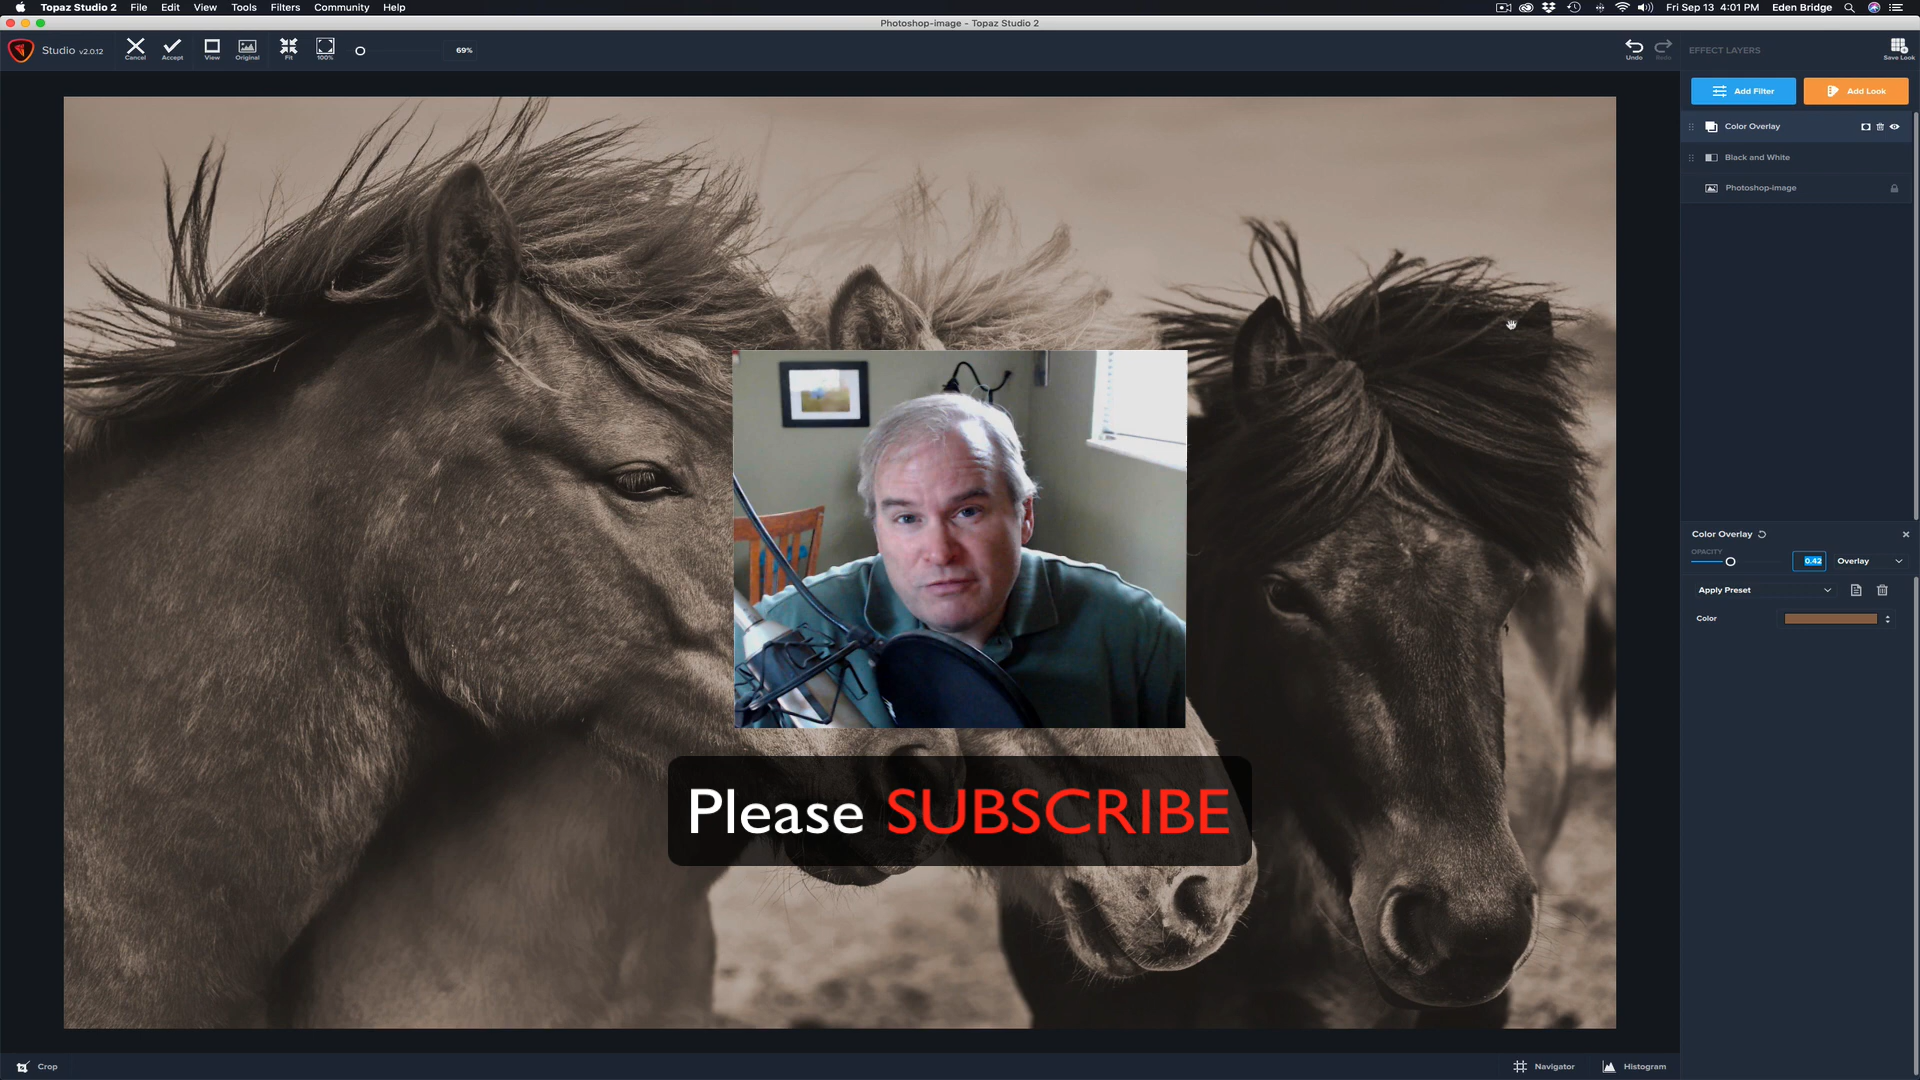 Topaz Studio 2 File Edit View Tools Filters Community Help
Fri Sep 13 4:01 PM Eden Bridge
Photoshop-image - Topaz Studio 2
Studio v2.0.12
Cancel Accept View Original Fit 100% 69%
Undo Redo
EFFECT LAYERS
Save Look
Add Filter Add Look
Color Overlay
Black and White
Photoshop-image
Color Overlay
OPACITY
0.42 Overlay
Apply Preset
Color
Please SUBSCRIBE
Crop
Navigator Histogram